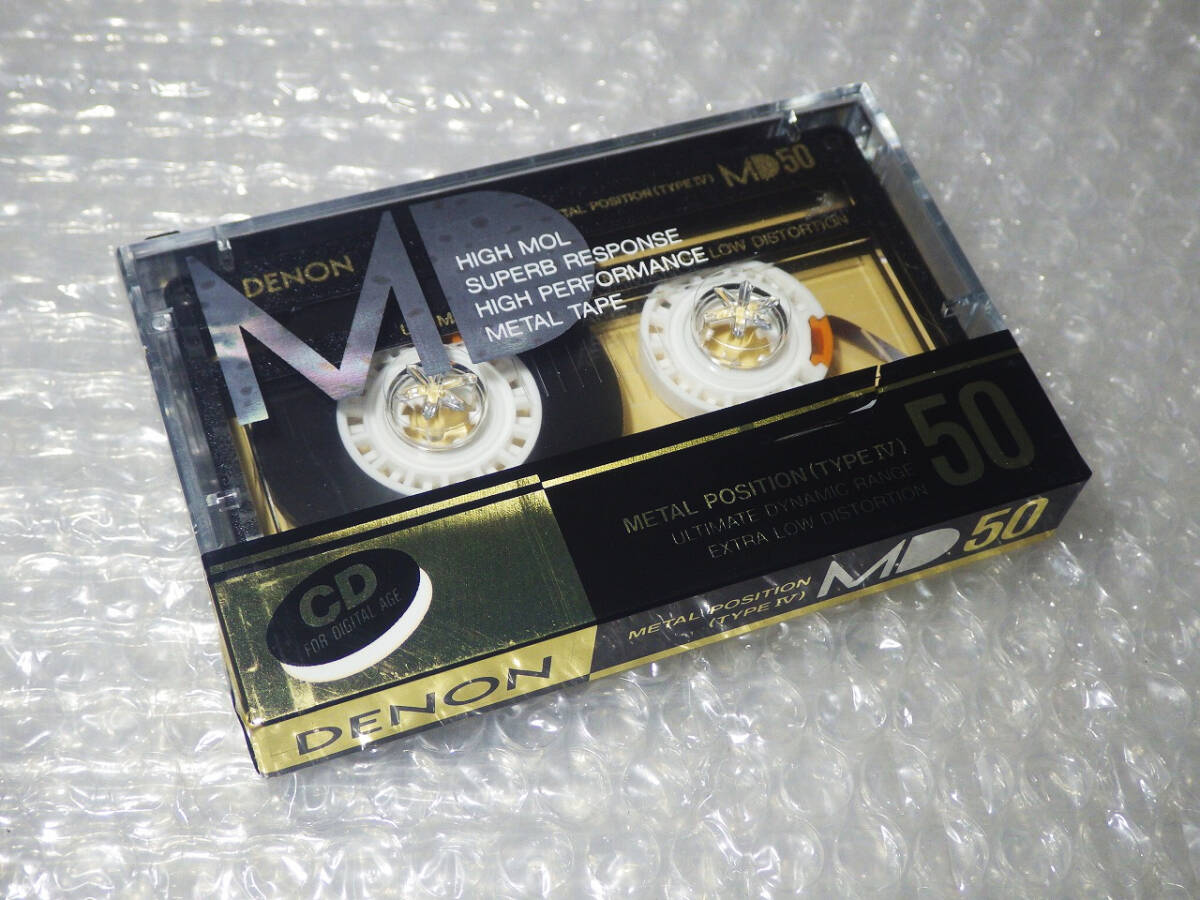 METAL POSITION (TYPE IV) MD50
DENON
MD
HIGH MOL
SUPERB RESPONSE
HIGH PERFORMANCE
METAL TAPE
LOW DISTORTION
50
METAL POSITION (TYPE IV)
ULTIMATE DYNAMIC RANGE
EXTRA LOW DISTORTION
CD
FOR DIGITAL AGE
DENON
METAL POSITION
(TYPE IV)
MD50